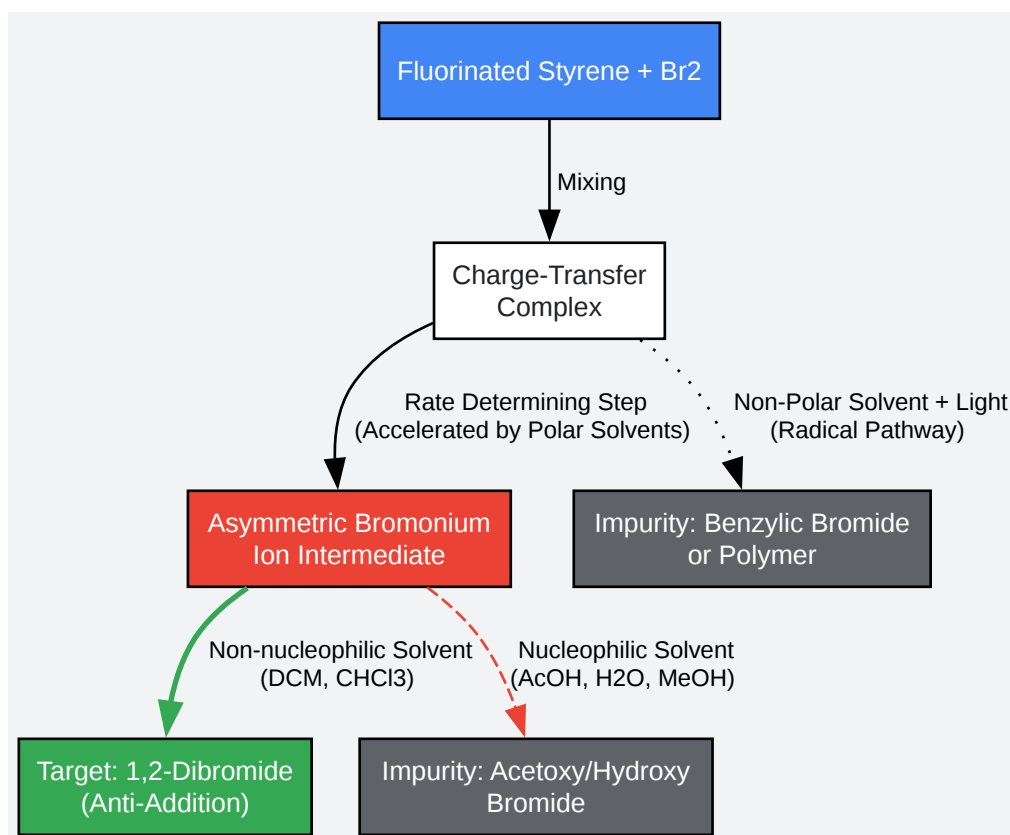 Fluorinated Styrene + Br2
Mixing
Charge-Transfer
Complex
Rate Determining Step
(Accelerated by Polar Solvents)
Non-Polar Solvent + Light
(Radical Pathway)
Asymmetric Bromonium
Ion Intermediate
Impurity: Benzylic Bromide
or Polymer
Non-nucleophilic Solvent
(DCM, CHCl3)
Nucleophilic Solvent
(AcOH, H2O, MeOH)
Target: 1,2-Dibromide
(Anti-Addition)
Impurity: Acetoxy/Hydroxy
Bromide